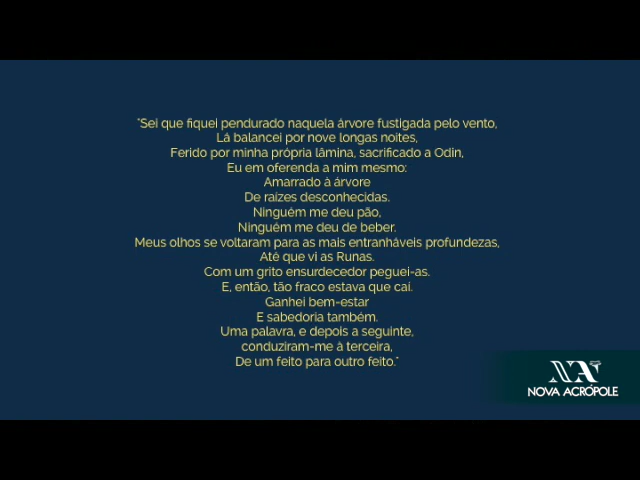 "Sei que fiquei pendurado naquela árvore fustigada pelo vento,
Lá balancei por nove longas noites,
Ferido por minha própria lâmina, sacrificado a Odin,
Eu em oferenda a mim mesmo:
Amarrado à árvore
De raízes desconhecidas.
Ninguém me deu pão,
Ninguém me deu de beber.
Meus olhos se voltaram para as mais entranháveis profundezas,
Até que vi as Runas.
Com um grito ensurdecedor peguei-as.
E, então, tão fraco estava que caí.
Ganhei bem-estar
E sabedoria também.
Uma palavra, e depois a seguinte,
conduziram-me à terceira,
De um feito para outro feito."
NA
NOVA ACRÓPOLE